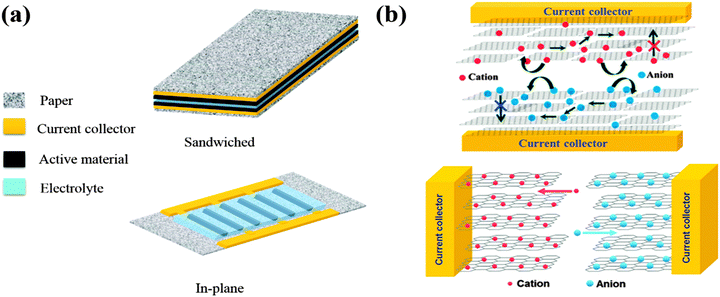 (a)
Paper
Current collector
Active material
Electrolyte
Sandwiched
In-plane
(b)
Current collector
Cation
Anion
Current collector
Current collector
Current collector
Cation
Anion